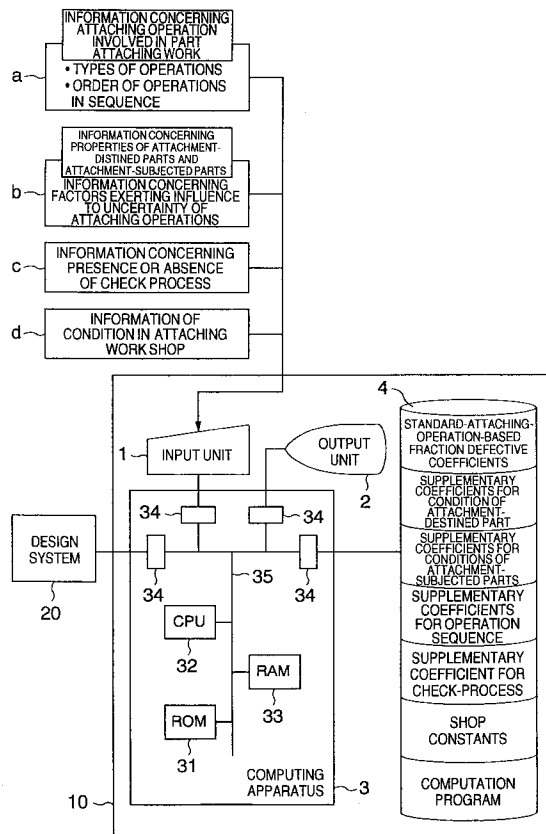 INFORMATION CONCERNING
ATTACHING OPERATION
INVOLVED IN PART
ATTACHING WORK
a
• TYPES OF OPERATIONS
• ORDER OF OPERATIONS
IN SEQUENCE
INFORMATION CONCERNING
PROPERTIES OF ATTACHMENT-
DISTINED PARTS AND
ATTACHMENT-SUBJECTED PARTS
b
INFORMATION CONCERNING
FACTORS EXERTING INFLUENCE
TO UNCERTAINTY OF
ATTACHING OPERATIONS
c
INFORMATION CONCERNING
PRESENCE OR ABSENCE
OF CHECK PROCESS
d
INFORMATION OF
CONDITION IN ATTACHING
WORK SHOP
1
INPUT UNIT
OUTPUT
UNIT
2
4
STANDARD-ATTACHING-
OPERATION-BASED
FRACTION DEFECTIVE
COEFFICIENTS
SUPPLEMENTARY
COEFFICIENTS FOR
CONDITION OF
ATTACHMENT-
DESTINED PART
SUPPLEMENTARY
COEFFICIENTS FOR
CONDITIONS OF
ATTACHMENT-
SUBJECTED PARTS
SUPPLEMENTARY
COEFFICIENTS
FOR OPERATION
SEQUENCE
SUPPLEMENTARY
COEFFICIENT FOR
CHECK-PROCESS
SHOP
CONSTANTS
COMPUTATION
PROGRAM
34
34
DESIGN
SYSTEM
20
34
34
35
CPU
32
RAM
33
ROM
31
COMPUTING
APPARATUS
3
10